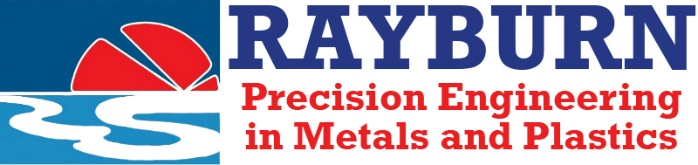 RAYBURN
Precision Engineering
in Metals and Plastics